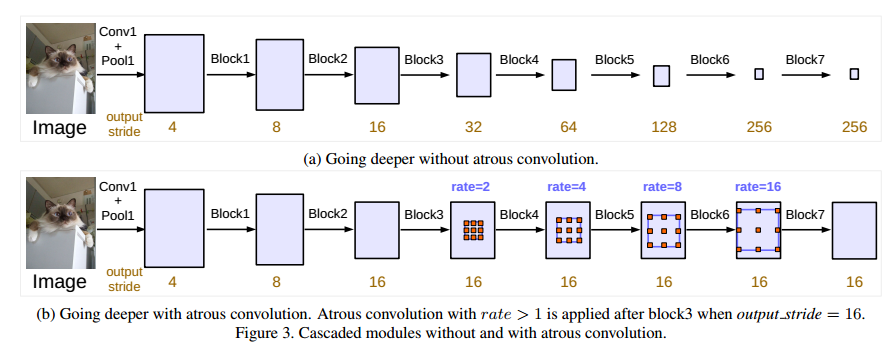 Conv1
+
Pool1
Block1 Block2 Block3 Block4 Block5 Block6 Block7
Image
output
stride
4 8 16 32 64 128 256 256
(a) Going deeper without atrous convolution.
rate=2 rate=4 rate=8 rate=16
Conv1
+
Pool1
Block1 Block2 Block3 Block4 Block5 Block6 Block7
Image
output
stride
4 8 16 16 16 16 16 16
(b) Going deeper with atrous convolution. Atrous convolution with rate > 1 is applied after block3 when output_stride = 16.
Figure 3. Cascaded modules without and with atrous convolution.